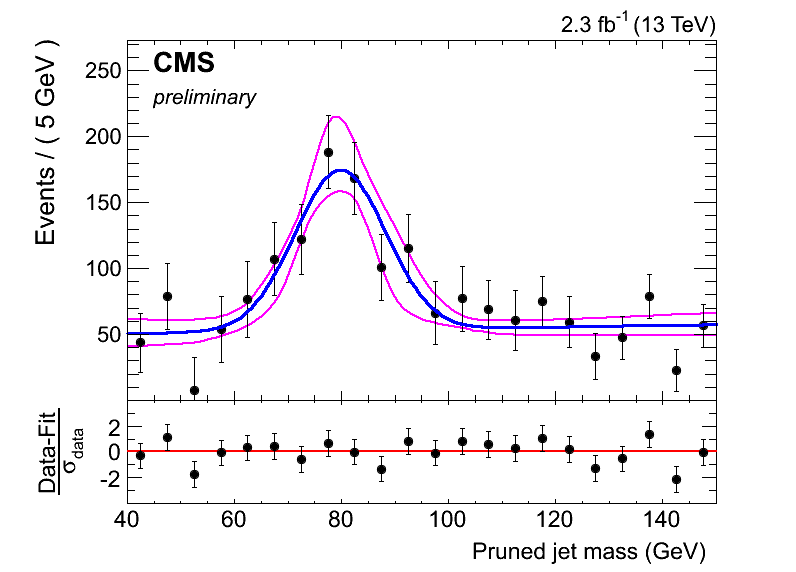 2.3 fb⁻¹ (13 TeV)
CMS
preliminary
Events / ( 5 GeV )
250
200
150
100
50
Data-Fit
σdata
2
0
-2
40 60 80 100 120 140
Pruned jet mass (GeV)